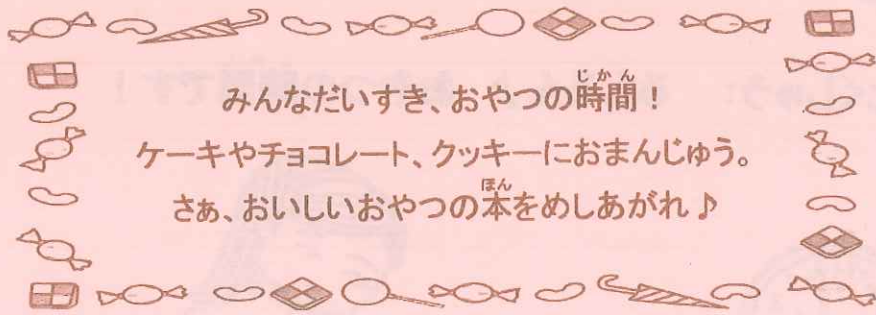 みんなだいすき、おやつの時間！
ケーキやチョコレート、クッキーにおまんじゅう。
さぁ、おいしいおやつの本をめしあがれ♪